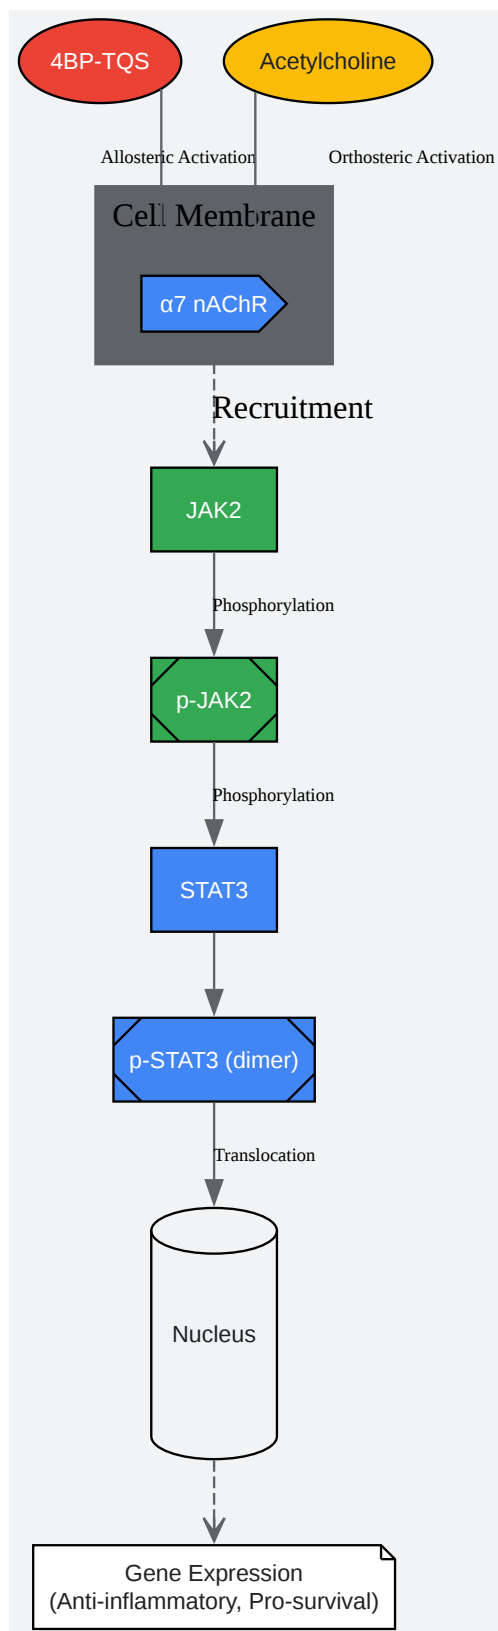 4BP-TQS
Acetylcholine
Allosteric Activation
Orthosteric Activation
Cell Membrane
α7 nAChR
Recruitment
JAK2
Phosphorylation
p-JAK2
Phosphorylation
STAT3
p-STAT3 (dimer)
Translocation
Nucleus
Gene Expression
(Anti-inflammatory, Pro-survival)